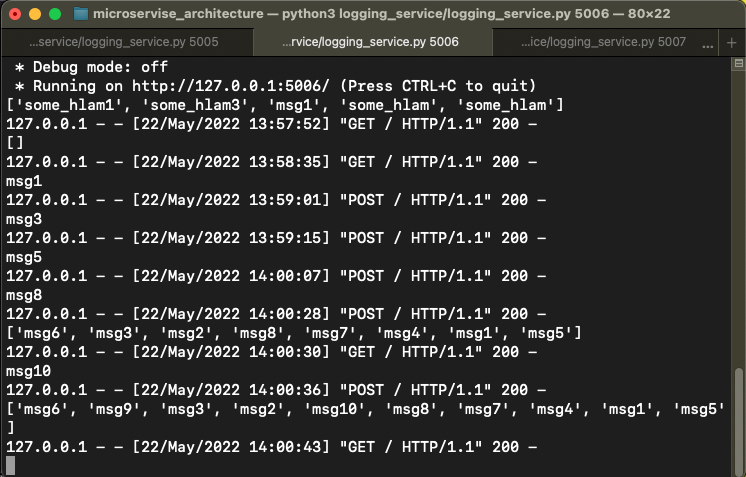 microservise_architecture — python3 logging_service/logging_service.py 5006 — 80×22
...service/logging_service.py 5005 ...rvice/logging_service.py 5006 ...ice/logging_service.py 5007 ... +
* Debug mode: off
* Running on http://127.0.0.1:5006/ (Press CTRL+C to quit)
['some_hlam1', 'some_hlam3', 'msg1', 'some_hlam', 'some_hlam']
127.0.0.1 - - [22/May/2022 13:57:52] "GET / HTTP/1.1" 200 -
[]
127.0.0.1 - - [22/May/2022 13:58:35] "GET / HTTP/1.1" 200 -
msg1
127.0.0.1 - - [22/May/2022 13:59:01] "POST / HTTP/1.1" 200 -
msg3
127.0.0.1 - - [22/May/2022 13:59:15] "POST / HTTP/1.1" 200 -
msg5
127.0.0.1 - - [22/May/2022 14:00:07] "POST / HTTP/1.1" 200 -
msg8
127.0.0.1 - - [22/May/2022 14:00:28] "POST / HTTP/1.1" 200 -
['msg6', 'msg3', 'msg2', 'msg8', 'msg7', 'msg4', 'msg1', 'msg5']
127.0.0.1 - - [22/May/2022 14:00:30] "GET / HTTP/1.1" 200 -
msg10
127.0.0.1 - - [22/May/2022 14:00:36] "POST / HTTP/1.1" 200 -
['msg6', 'msg9', 'msg3', 'msg2', 'msg10', 'msg8', 'msg7', 'msg4', 'msg1', 'msg5'
]
127.0.0.1 - - [22/May/2022 14:00:43] "GET / HTTP/1.1" 200 -